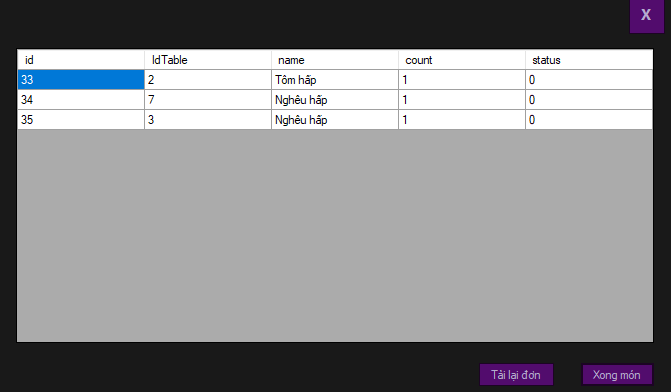 X
id IdTable name count status
33 2 Tôm hấp 1 0
34 7 Nghêu hấp 1 0
35 3 Nghêu hấp 1 0
Tải lại đơn Xong món